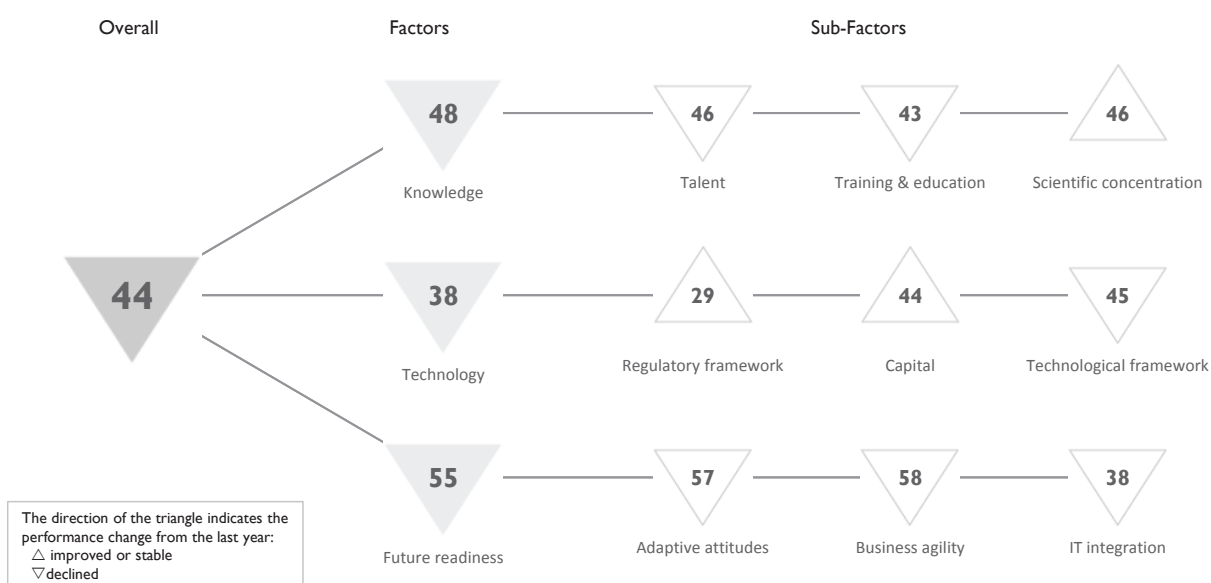 Overall Factors Sub-Factors
48 46 43 46
Knowledge Talent Training & education Scientific concentration
44 38 29 44 45
Technology Regulatory framework Capital Technological framework
55 57 58 38
Future readiness Adaptive attitudes Business agility IT integration
The direction of the triangle indicates the
performance change from the last year:
△ improved or stable
▽ declined